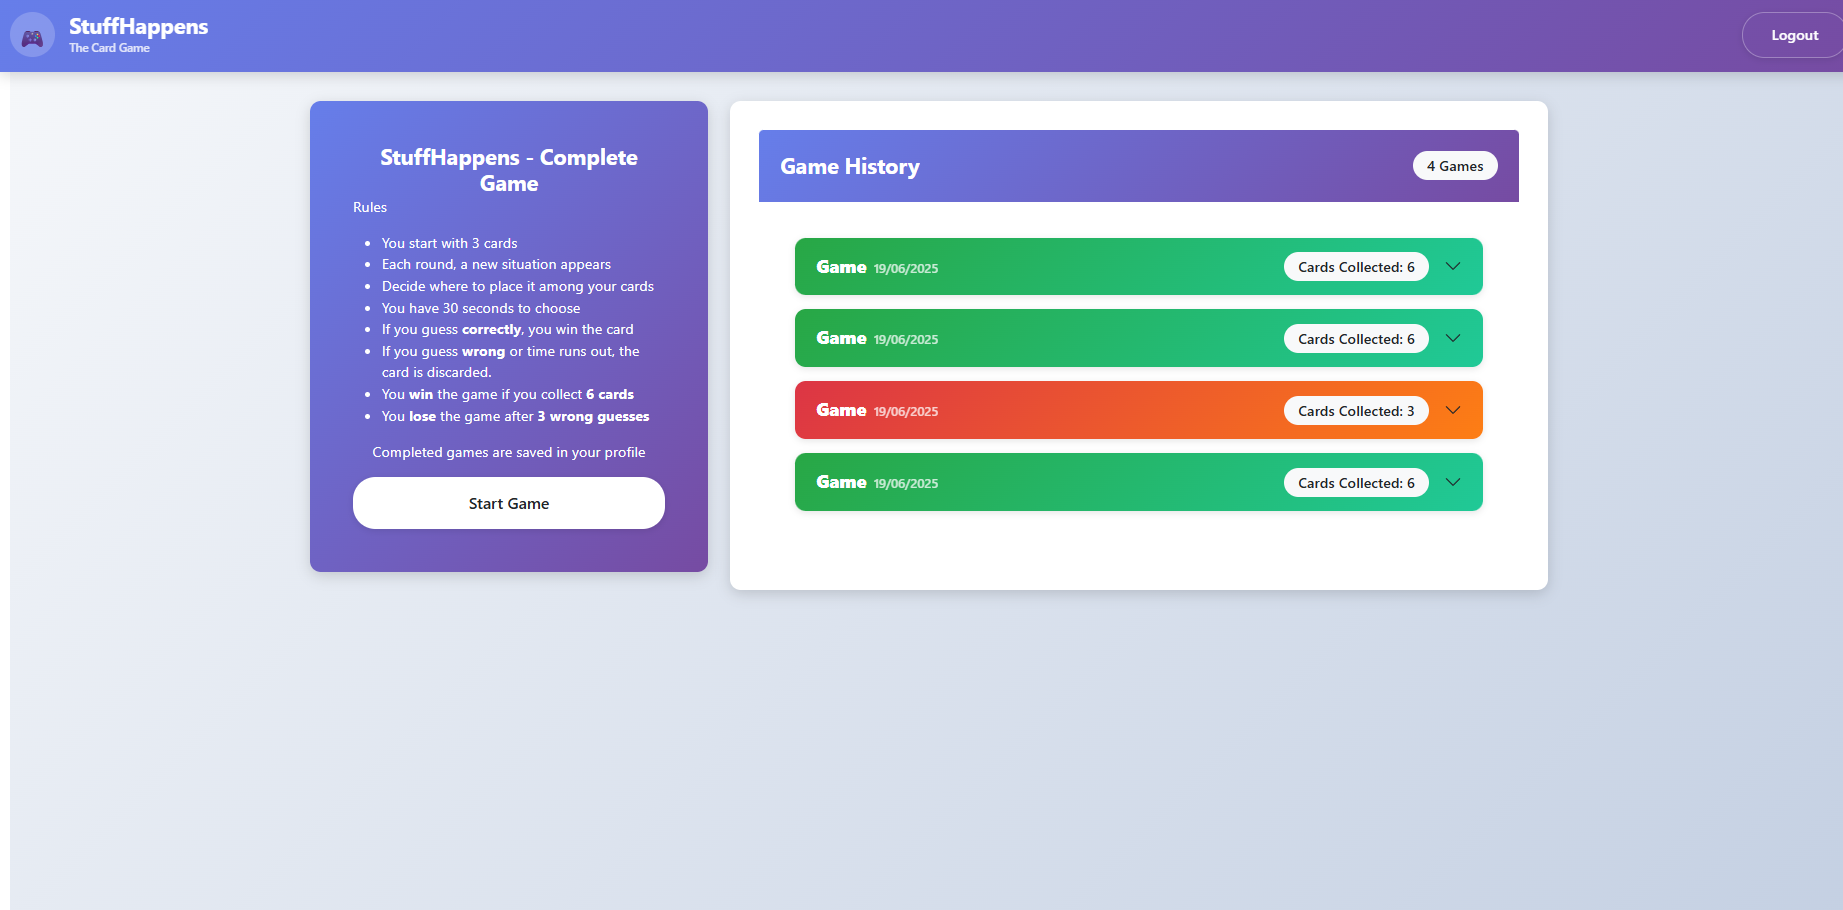 StuffHappens
The Card Game
Logout
StuffHappens - Complete
Game
Rules
You start with 3 cards
Each round, a new situation appears
Decide where to place it among your cards
You have 30 seconds to choose
If you guess correctly, you win the card
If you guess wrong or time runs out, the
card is discarded.
You win the game if you collect 6 cards
You lose the game after 3 wrong guesses
Completed games are saved in your profile
Start Game
Game History
4 Games
Game 19/06/2025
Cards Collected: 6
Game 19/06/2025
Cards Collected: 6
Game 19/06/2025
Cards Collected: 3
Game 19/06/2025
Cards Collected: 6